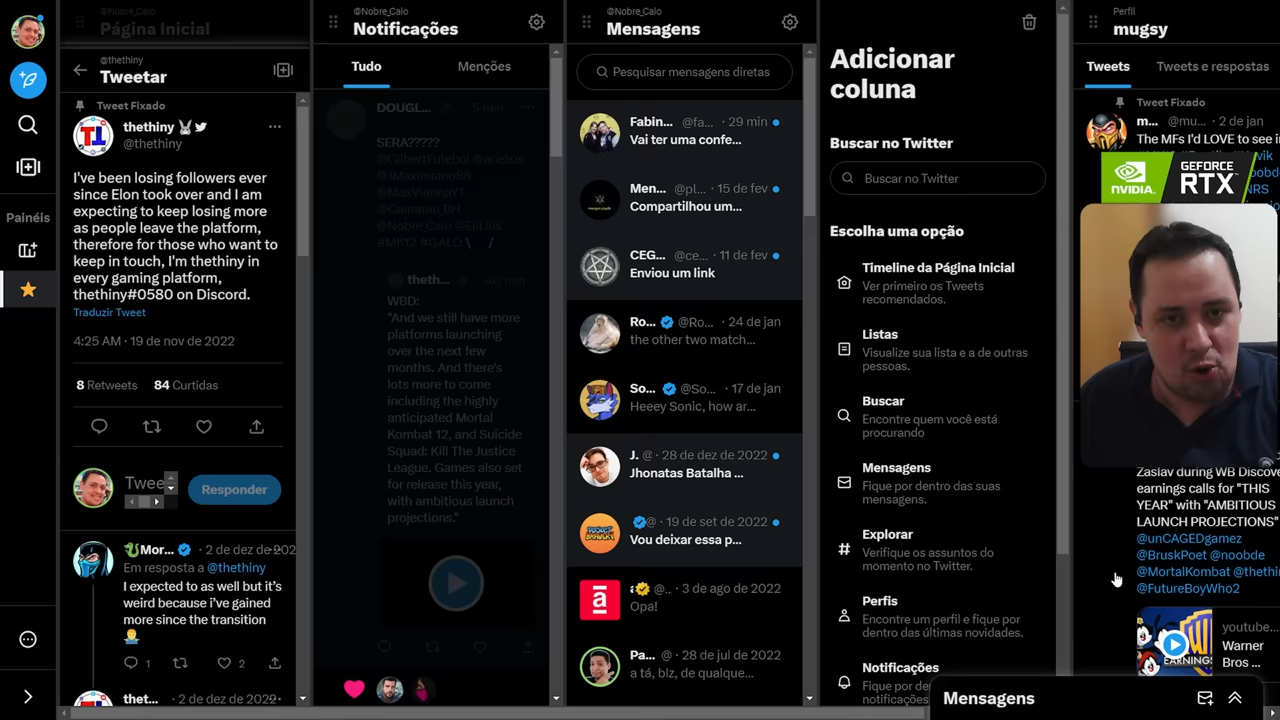 @Nobre_Caio
Página Inicial
@thethiny
Tweetar
Tweet Fixado
thethiny
@thethiny
I've been losing followers ever
since Elon took over and I am
expecting to keep losing more
as people leave the platform,
therefore for those who want to
keep in touch, I'm thethiny in
every gaming platform,
thethiny#0580 on Discord.
Traduzir Tweet
4:25 AM · 19 de nov de 2022
8 Retweets 84 Curtidas
Twee
Responder
Mor... · 2 de dez de 202
Em resposta a @thethiny
I expected to as well but it's
weird because i've gained
more since the transition
1 2
thet... · 2 de dez de 2022
Painéis
@Nobre_Caio
Notificações
Tudo Menções
DOUGL... 5 min
SERA?????
@GilbertFutebol @arielsis
@JMaximiano88
@MaxViannaYT
@Nobre_Caio
#MK12 #GALO \ /
theth... 40 min
WBD:
"And we still have more
platforms launching
over the next few
months. And there's
lots more to come
including the highly
anticipated Mortal
Kombat 12, and Suicide
Squad: Kill The Justice
League. Games also set
for release this year,
with ambitious launch
projections."
@Nobre_Caio
Mensagens
Pesquisar mensagens diretas
Fabin... @fa... · 29 min
Vai ter uma confe...
Men... @pl... · 15 de fev
Compartilhou um...
CEG... @ce... · 11 de fev
Enviou um link
Ro... @Ro... · 24 de jan
the other two match...
So... @So... · 17 de jan
Heeey Sonic, how ar...
J. @ · 28 de dez de 2022
Jhonatas Batalha ...
@ · 19 de set de 2022
Vou deixar essa p...
@.. · 3 de ago de 2022
Opa!
Pa... @ · 28 de jul de 2022
a tá, blz, de qualque...
Adicionar
coluna
Buscar no Twitter
Buscar no Twitter
Escolha uma opção
Timeline da Página Inicial
Ver primeiro os Tweets
recomendados.
Listas
Visualize sua lista e a de outras
pessoas.
Buscar
Encontre quem você está
procurando
Mensagens
Fique por dentro das suas
mensagens.
Explorar
Verifique os assuntos do
momento no Twitter.
Perfis
Encontre um perfil e fique por
dentro das últimas novidades.
Notificações
Fique por de
notificações
Perfil
mugsy
Tweets Tweets e respostas
Tweet Fixado
m... @mu... · 2 de jan
The MFs I'd LOVE to see i
NVIDIA.
GEFORCE
RTX
Zaslav during WB Discove
earnings calls for "THIS
YEAR" with "AMBITIOUS
LAUNCH PROJECTIONS"
@unCAGEDgamez
@BruskPoet @noobde
@MortalKombat @thethi
@FutureBoyWho2
EARNINGS
youtube...
Warner
Bros ...
Mensagens